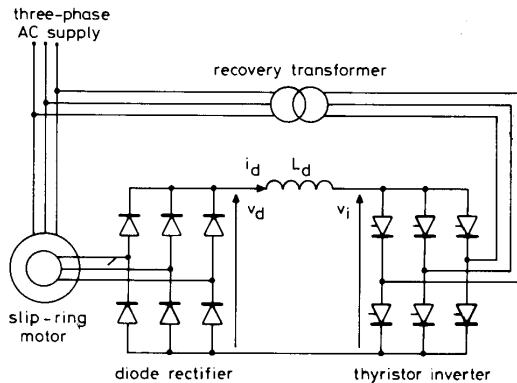 three-phase
AC supply
recovery transformer
i_d
L_d
v_d
v_i
slip-ring
motor
diode rectifier
thyristor inverter